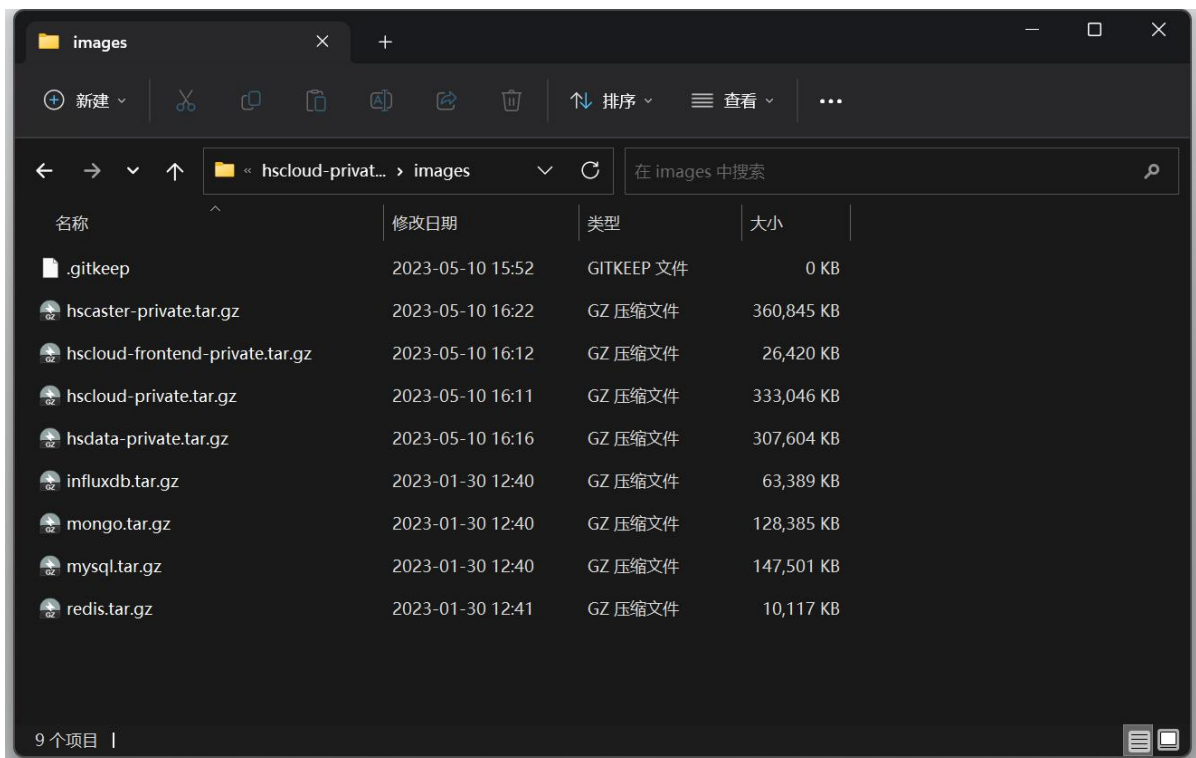 images
新建
排序
查看
« hscloud-privat... › images
在 images 中搜索
名称 修改日期 类型 大小
.gitkeep 2023-05-10 15:52 GITKEEP 文件 0 KB
hscaster-private.tar.gz 2023-05-10 16:22 GZ 压缩文件 360,845 KB
hscloud-frontend-private.tar.gz 2023-05-10 16:12 GZ 压缩文件 26,420 KB
hscloud-private.tar.gz 2023-05-10 16:11 GZ 压缩文件 333,046 KB
hsdata-private.tar.gz 2023-05-10 16:16 GZ 压缩文件 307,604 KB
influxdb.tar.gz 2023-01-30 12:40 GZ 压缩文件 63,389 KB
mongo.tar.gz 2023-01-30 12:40 GZ 压缩文件 128,385 KB
mysql.tar.gz 2023-01-30 12:40 GZ 压缩文件 147,501 KB
redis.tar.gz 2023-01-30 12:41 GZ 压缩文件 10,117 KB
9 个项目